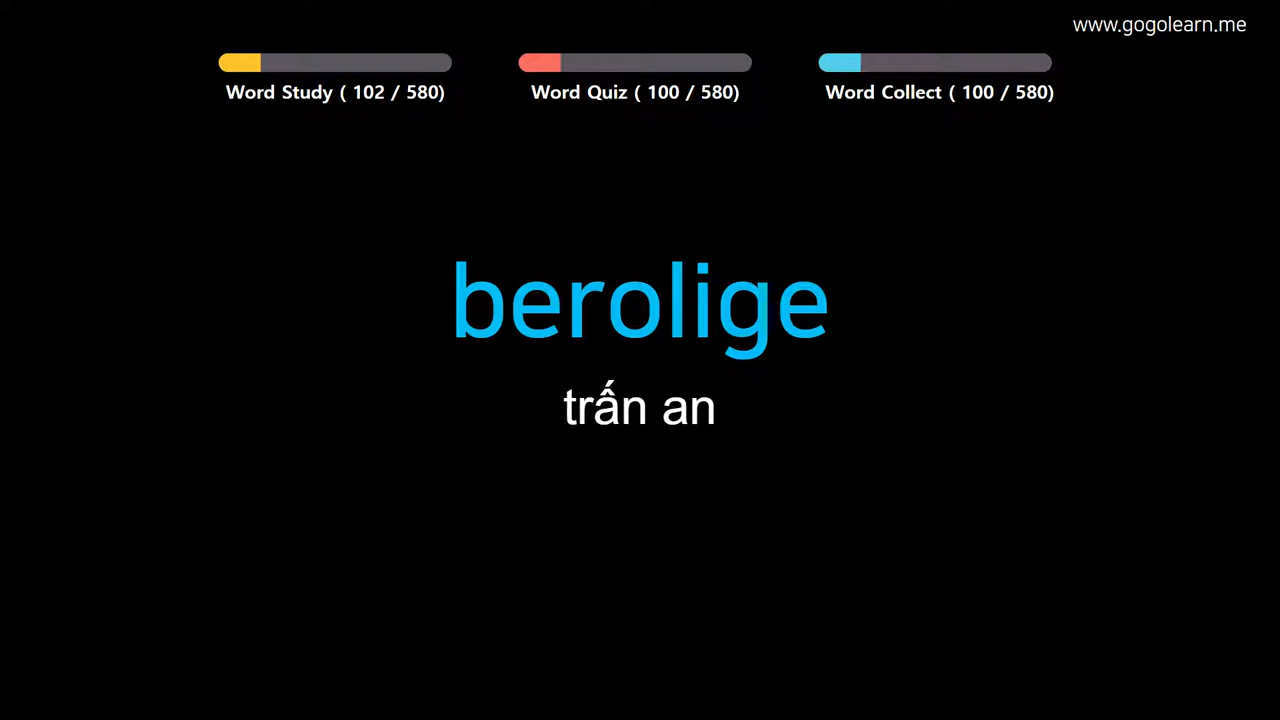 www.gogolearn.me
Word Study ( 102 / 580)
Word Quiz ( 100 / 580)
Word Collect ( 100 / 580)
berolige
trấn an